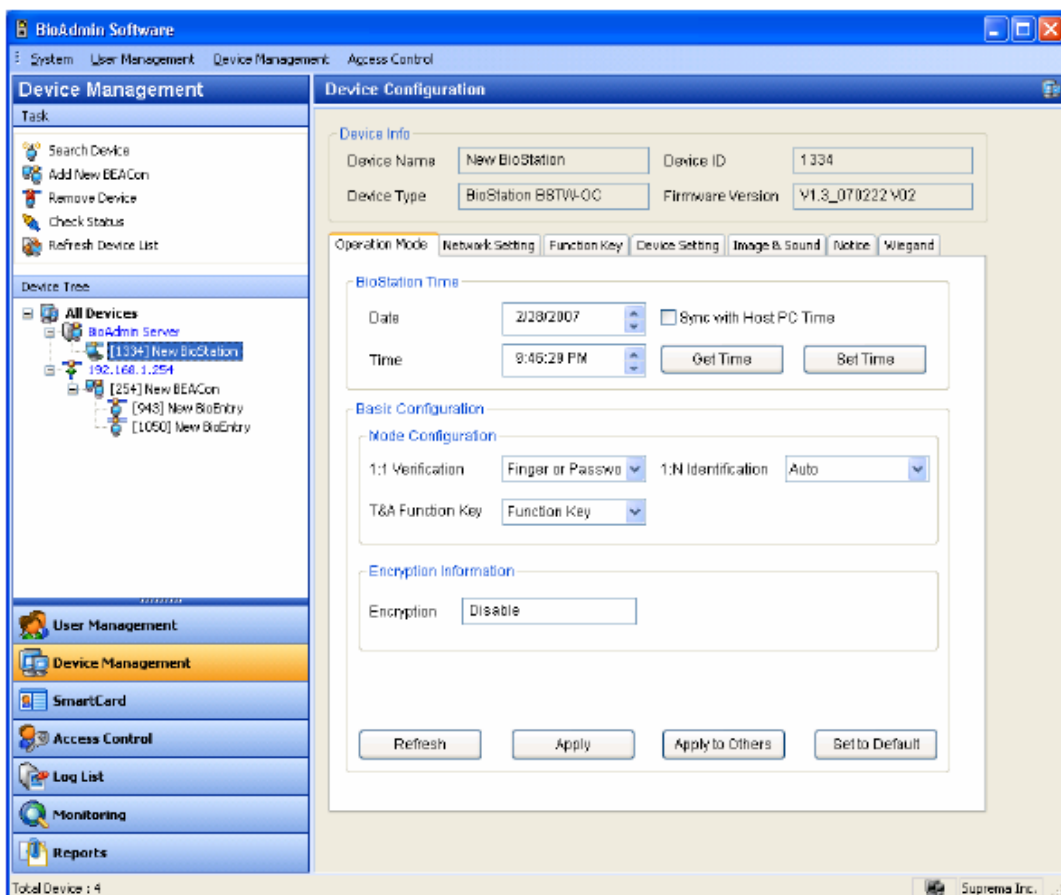 BioAdmin Software
System User Management Device Management Access Control
Device Management
Task
Search Device
Add New BEACon
Remove Device
Check Status
Refresh Device List
Device Tree
All Devices
BioAdmin Server
[1334] New BioStation
192.168.1.254
[254] New BEACon
[943] New BioEntry
[1050] New BioEntry
User Management
Device Management
SmartCard
Access Control
Log List
Monitoring
Reports
Device Configuration
Device Info
Device Name New BioStation Device ID 1334
Device Type BioStation BSTW-OC Firmware Version V1.3_070222 V02
Operation Mode Network Setting Function Key Device Setting Image & Sound Notice Wiegand
BioStation Time
Date 2/28/2007 Sync with Host PC Time
Time 9:46:29 PM Get Time Set Time
Basic Configuration
Mode Configuration
1:1 Verification Finger or Passwo 1:N Identification Auto
T&A Function Key Function Key
Encryption Information
Encryption Disable
Refresh Apply Apply to Others Set to Default
Total Device : 4 Suprema Inc.